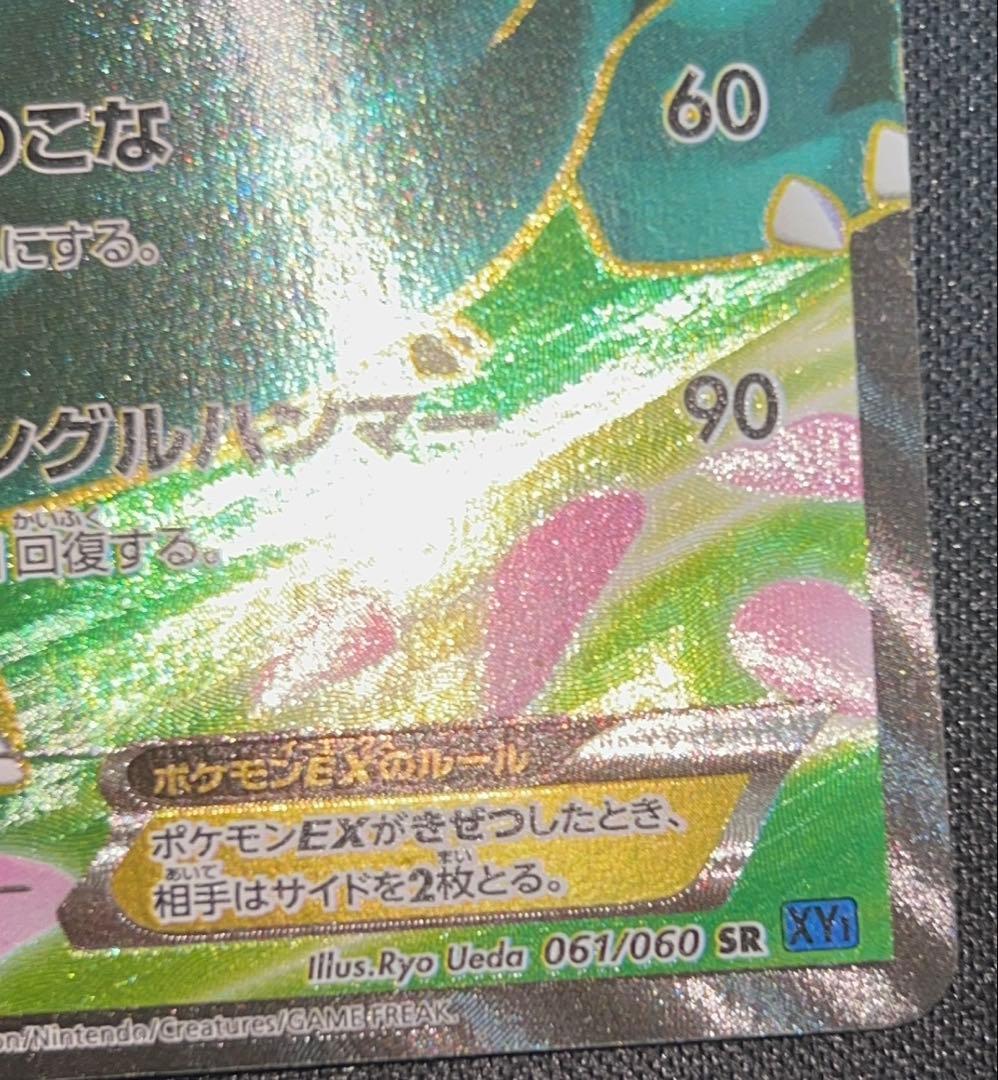 のこな
60
にする。
ングルハンマー
90
かいふく
回復する。
ポケモンEXのルール
ポケモンEXがきぜつしたとき、
あいて
まい
相手はサイドを2枚とる。
Illus.Ryo Ueda 061/060 SR XY1
on/Nintendo/Creatures/GAME FREAK.